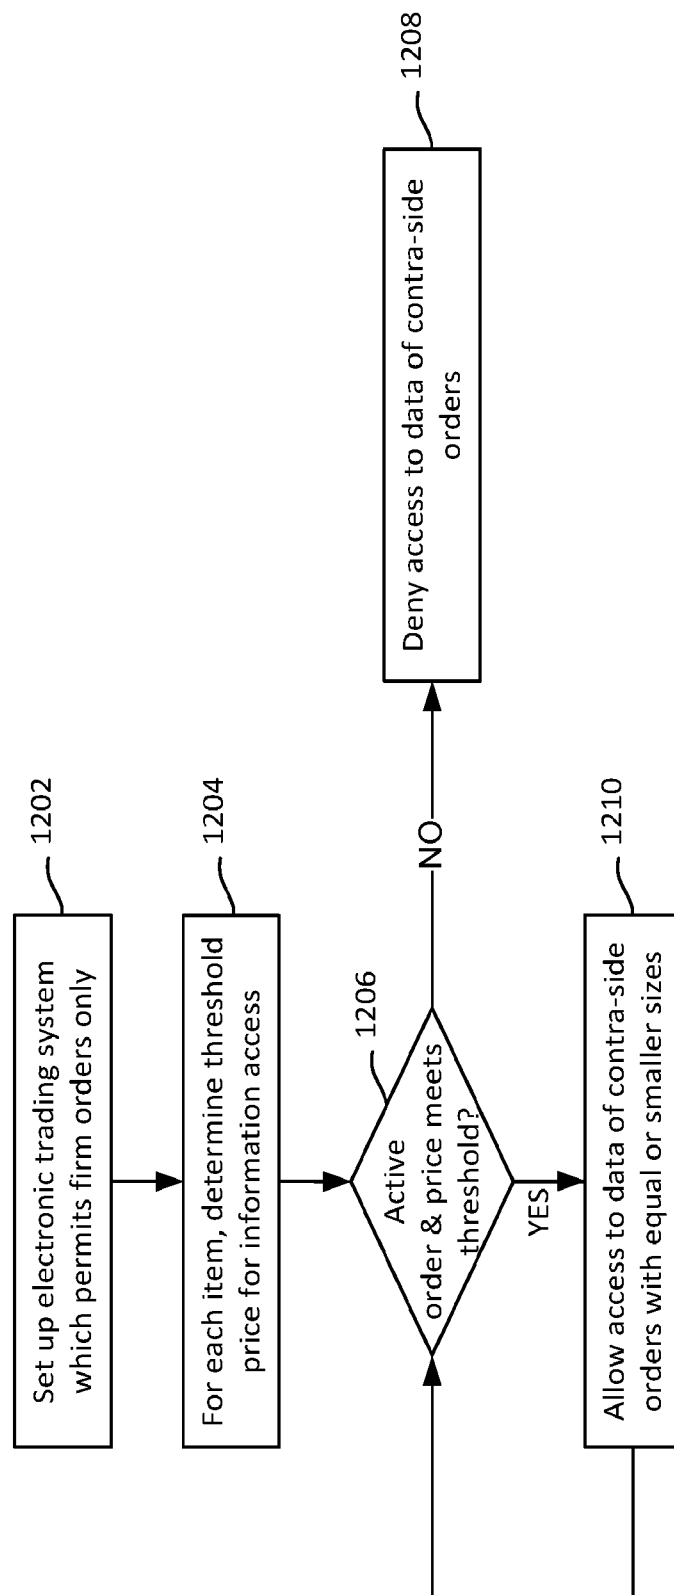 Set up electronic trading system
which permits firm orders only
1202
For each item, determine threshold
price for information access
1204
Active
order & price meets
threshold?
1206
NO
Deny access to data of contra-side
orders
1208
YES
Allow access to data of contra-side
orders with equal or smaller sizes
1210